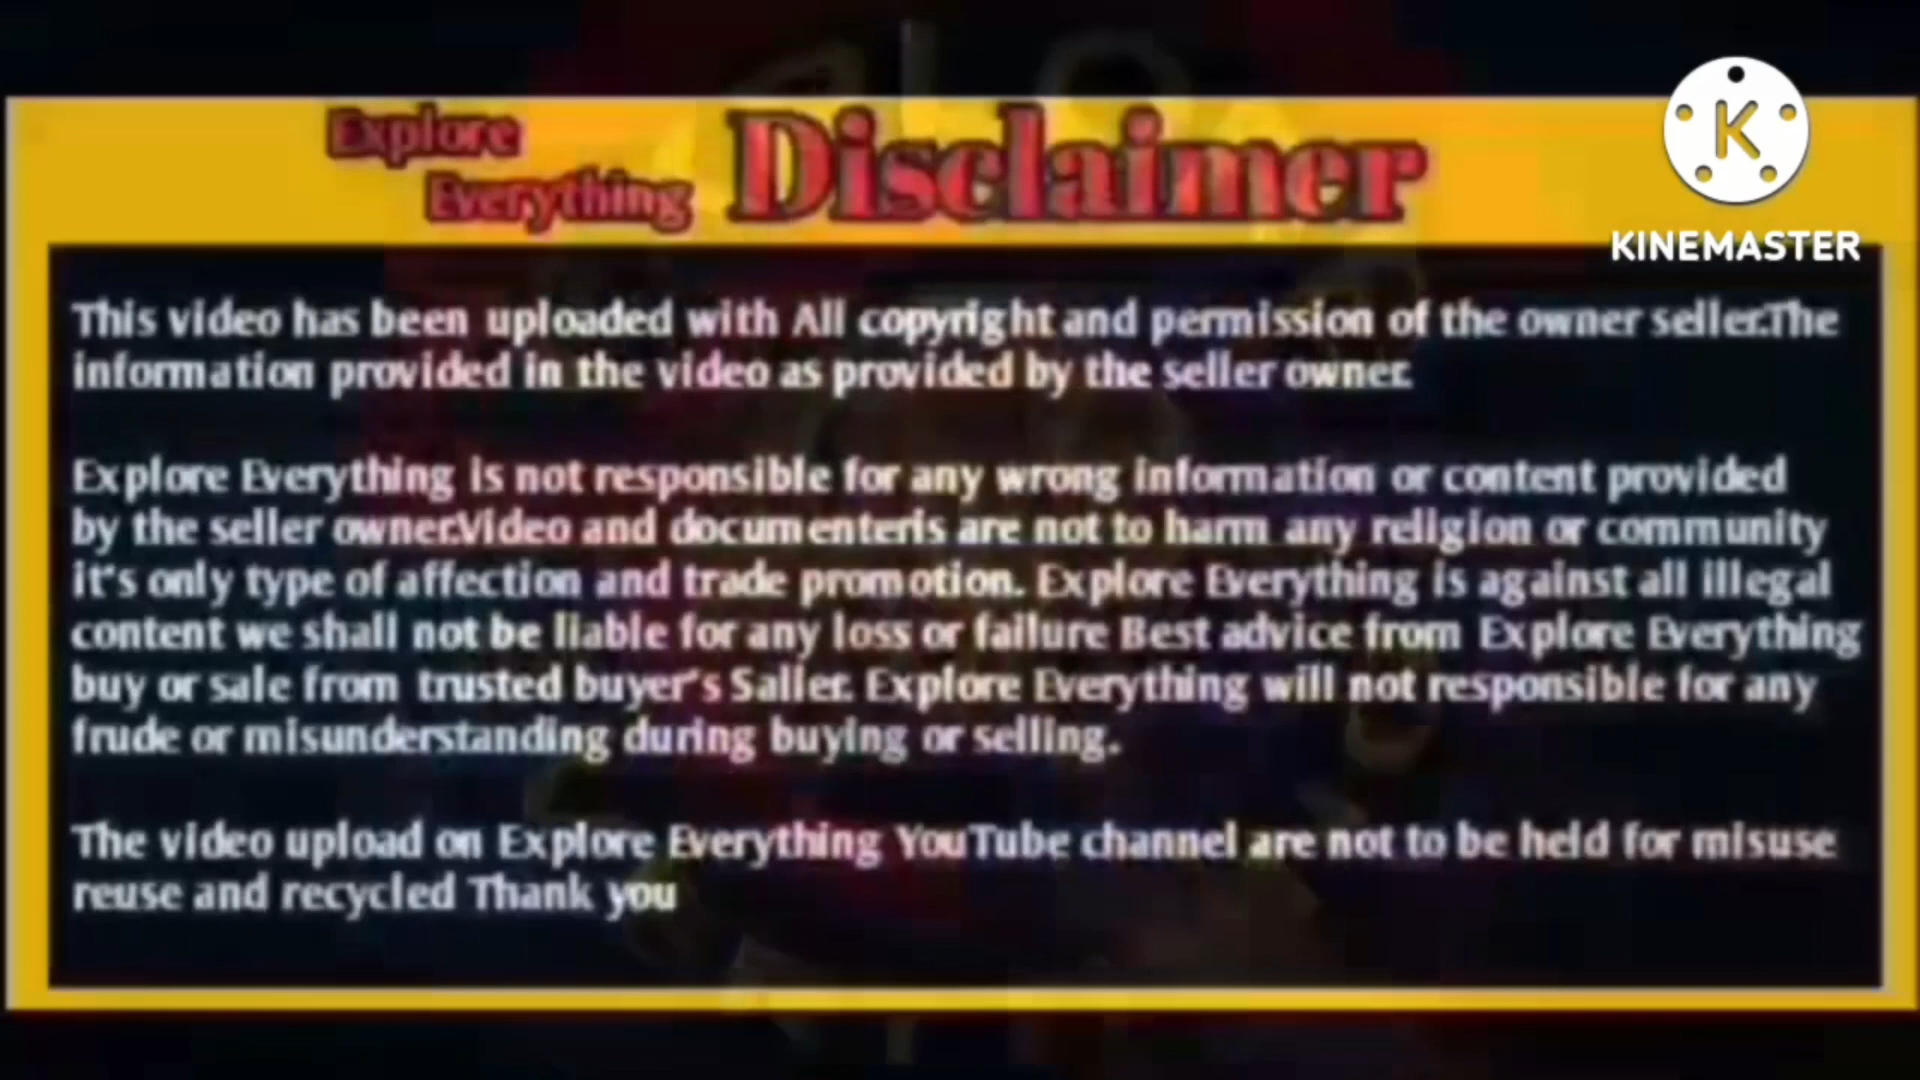 Explore
Everything
Disclaimer
K
KINEMASTER
This video has been uploaded with All copyright and permission of the owner seller.The
information provided in the video as provided by the seller owner.
Explore Everything is not responsible for any wrong information or content provided
by the seller owner.Video and documenteris are not to harm any religion or community
it's only type of affection and trade promotion. Explore Everything is against all illegal
content we shall not be liable for any loss or failure Best advice from Explore Everything
buy or sale from trusted buyer's Saller. Explore Everything will not responsible for any
frude or misunderstanding during buying or selling.
The video upload on Explore Everything YouTube channel are not to be held for misuse
reuse and recycled Thank you